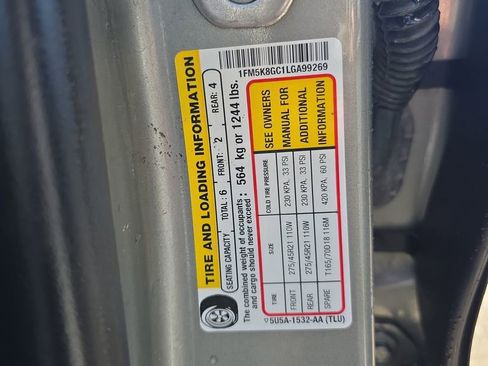 1FM5K8GC1LGA99269
TIRE AND LOADING INFORMATION
SEATING CAPACITY TOTAL: 6 FRONT: 2 REAR: 4
The combined weight of occupants and cargo should never exceed: 564 kg or 1244 lbs.
TIRE SIZE COLD TIRE PRESSURE
FRONT 275/45R21 110W 230 KPA, 33 PSI
REAR 275/45R21 110W 230 KPA, 33 PSI
SPARE T165/70D18 116M 420 KPA, 60 PSI
SEE OWNERS
MANUAL FOR
ADDITIONAL
INFORMATION
5U5A-1532-AA (TLU)